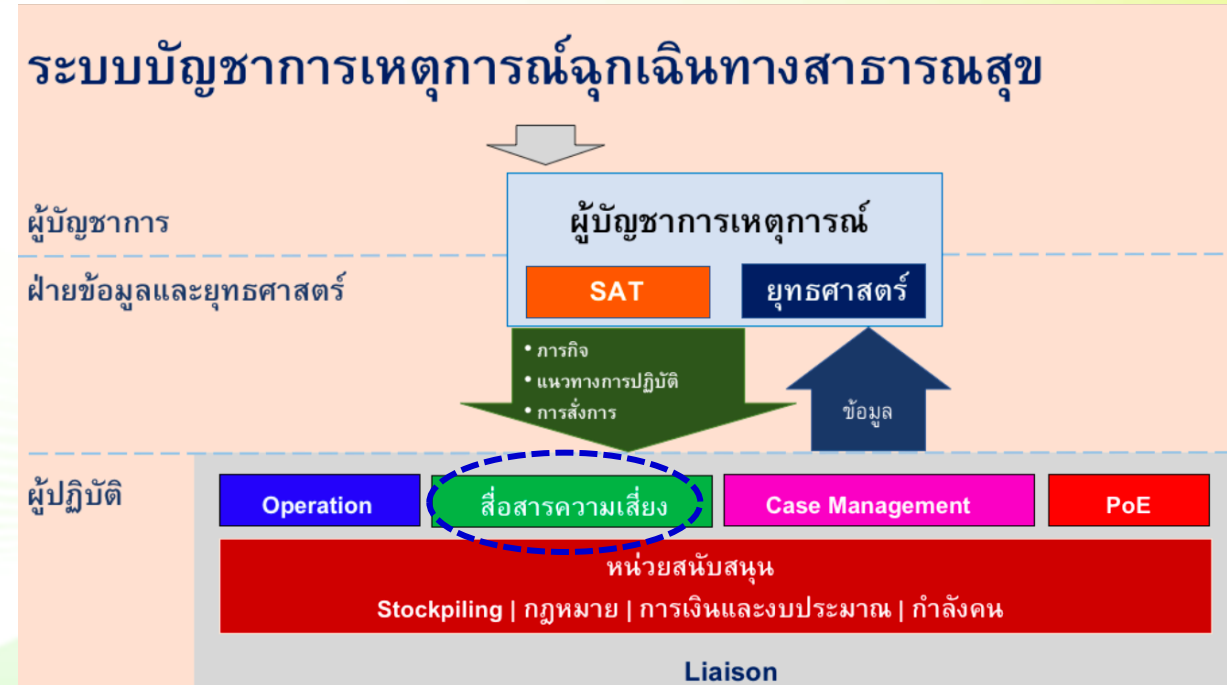 ระบบบัญชาการเหตุการณ์ฉุกเฉินทางสาธารณสุข
ผู้บัญชาการ
ผู้บัญชาการเหตุการณ์
ฝ่ายข้อมูลและยุทธศาสตร์
SAT
ยุทธศาสตร์
• ภารกิจ
• แนวทางการปฏิบัติ
• การสั่งการ
ข้อมูล
ผู้ปฏิบัติ
Operation
สื่อสารความเสี่ยง
Case Management
PoE
หน่วยสนับสนุน
Stockpiling | กฎหมาย | การเงินและงบประมาณ | กำลังคน
Liaison